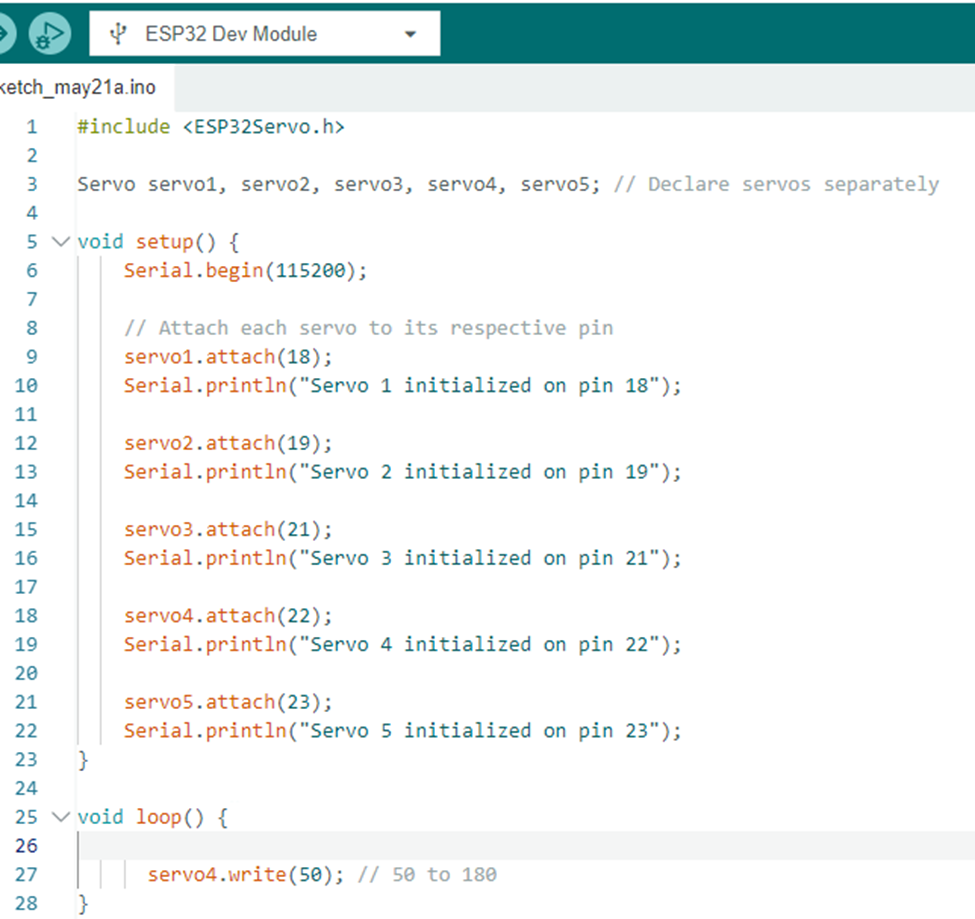 ESP32 Dev Module
ketch_may21a.ino
1 #include <ESP32Servo.h>
2
3 Servo servo1, servo2, servo3, servo4, servo5; // Declare servos separately
4
5 void setup() {
6 Serial.begin(115200);
7
8 // Attach each servo to its respective pin
9 servo1.attach(18);
10 Serial.println("Servo 1 initialized on pin 18");
11
12 servo2.attach(19);
13 Serial.println("Servo 2 initialized on pin 19");
14
15 servo3.attach(21);
16 Serial.println("Servo 3 initialized on pin 21");
17
18 servo4.attach(22);
19 Serial.println("Servo 4 initialized on pin 22");
20
21 servo5.attach(23);
22 Serial.println("Servo 5 initialized on pin 23");
23 }
24
25 void loop() {
26
27 servo4.write(50); // 50 to 180
28 }